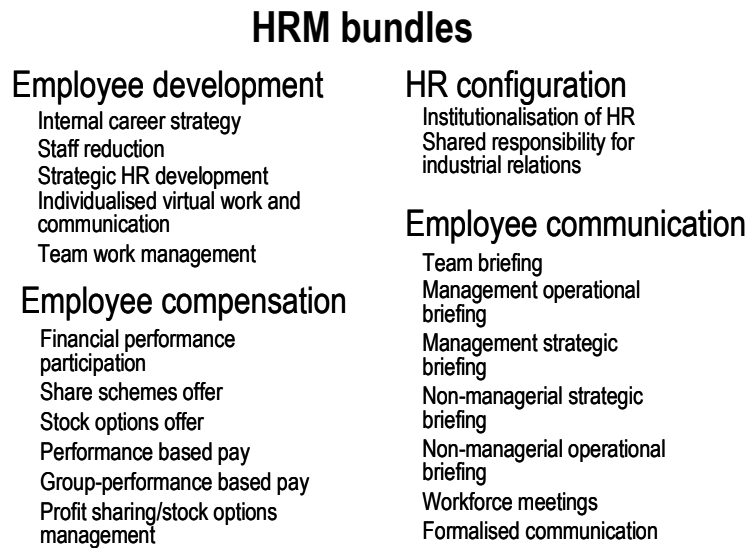 HRM bundles
Employee development
Internal career strategy
Staff reduction
Strategic HR development
Individualised virtual work and
communication
Team work management
Employee compensation
Financial performance
participation
Share schemes offer
Stock options offer
Performance based pay
Group-performance based pay
Profit sharing/stock options
management
HR configuration
Institutionalisation of HR
Shared responsibility for
industrial relations
Employee communication
Team briefing
Management operational
briefing
Management strategic
briefing
Non-managerial strategic
briefing
Non-managerial operational
briefing
Workforce meetings
Formalised communication